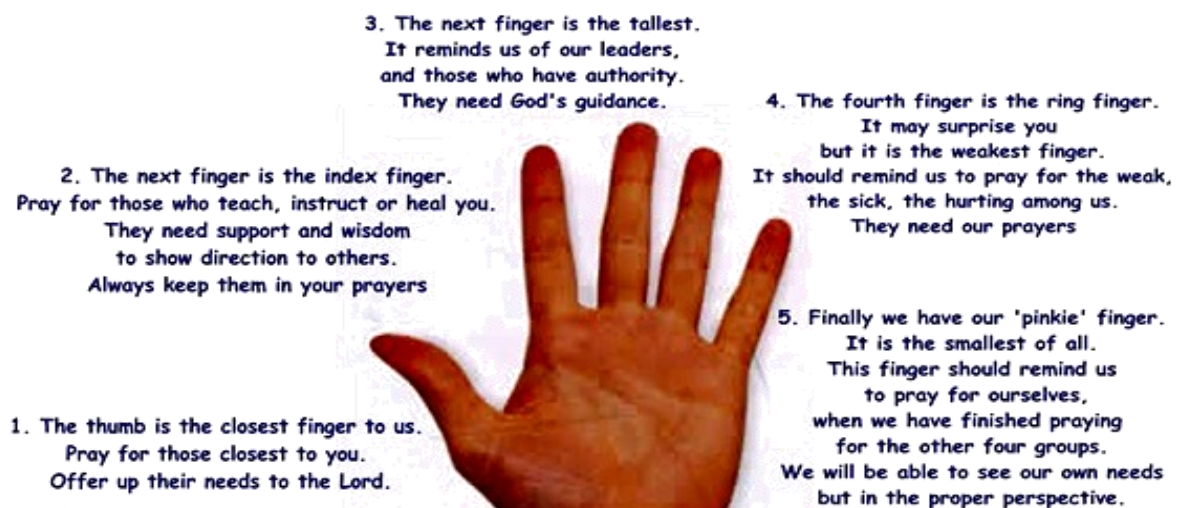 1. The thumb is the closest finger to us.
Pray for those closest to you.
Offer up their needs to the Lord.
2. The next finger is the index finger.
Pray for those who teach, instruct or heal you.
They need support and wisdom
to show direction to others.
Always keep them in your prayers
3. The next finger is the tallest.
It reminds us of our leaders,
and those who have authority.
They need God's guidance.
4. The fourth finger is the ring finger.
It may surprise you
but it is the weakest finger.
It should remind us to pray for the weak,
the sick, the hurting among us.
They need our prayers
5. Finally we have our 'pinkie' finger.
It is the smallest of all.
This finger should remind us
to pray for ourselves,
when we have finished praying
for the other four groups.
We will be able to see our own needs
but in the proper perspective.